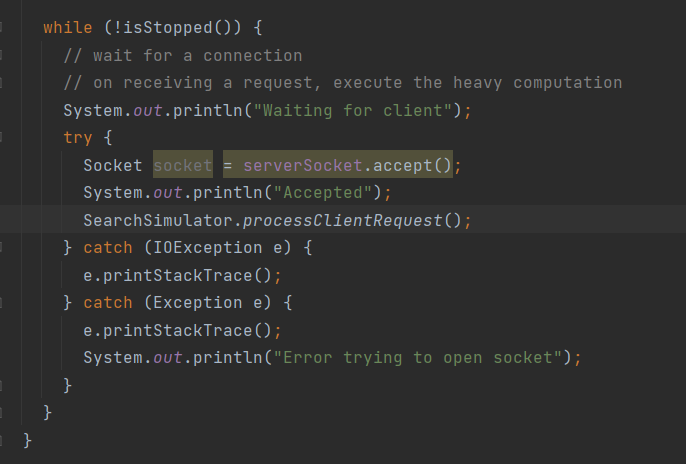 while (!isStopped()) {
// wait for a connection
// on receiving a request, execute the heavy computation
System.out.println("Waiting for client");
try {
Socket socket = serverSocket.accept();
System.out.println("Accepted");
SearchSimulator.processClientRequest();
} catch (IOException e) {
e.printStackTrace();
} catch (Exception e) {
e.printStackTrace();
System.out.println("Error trying to open socket");
}
}
}